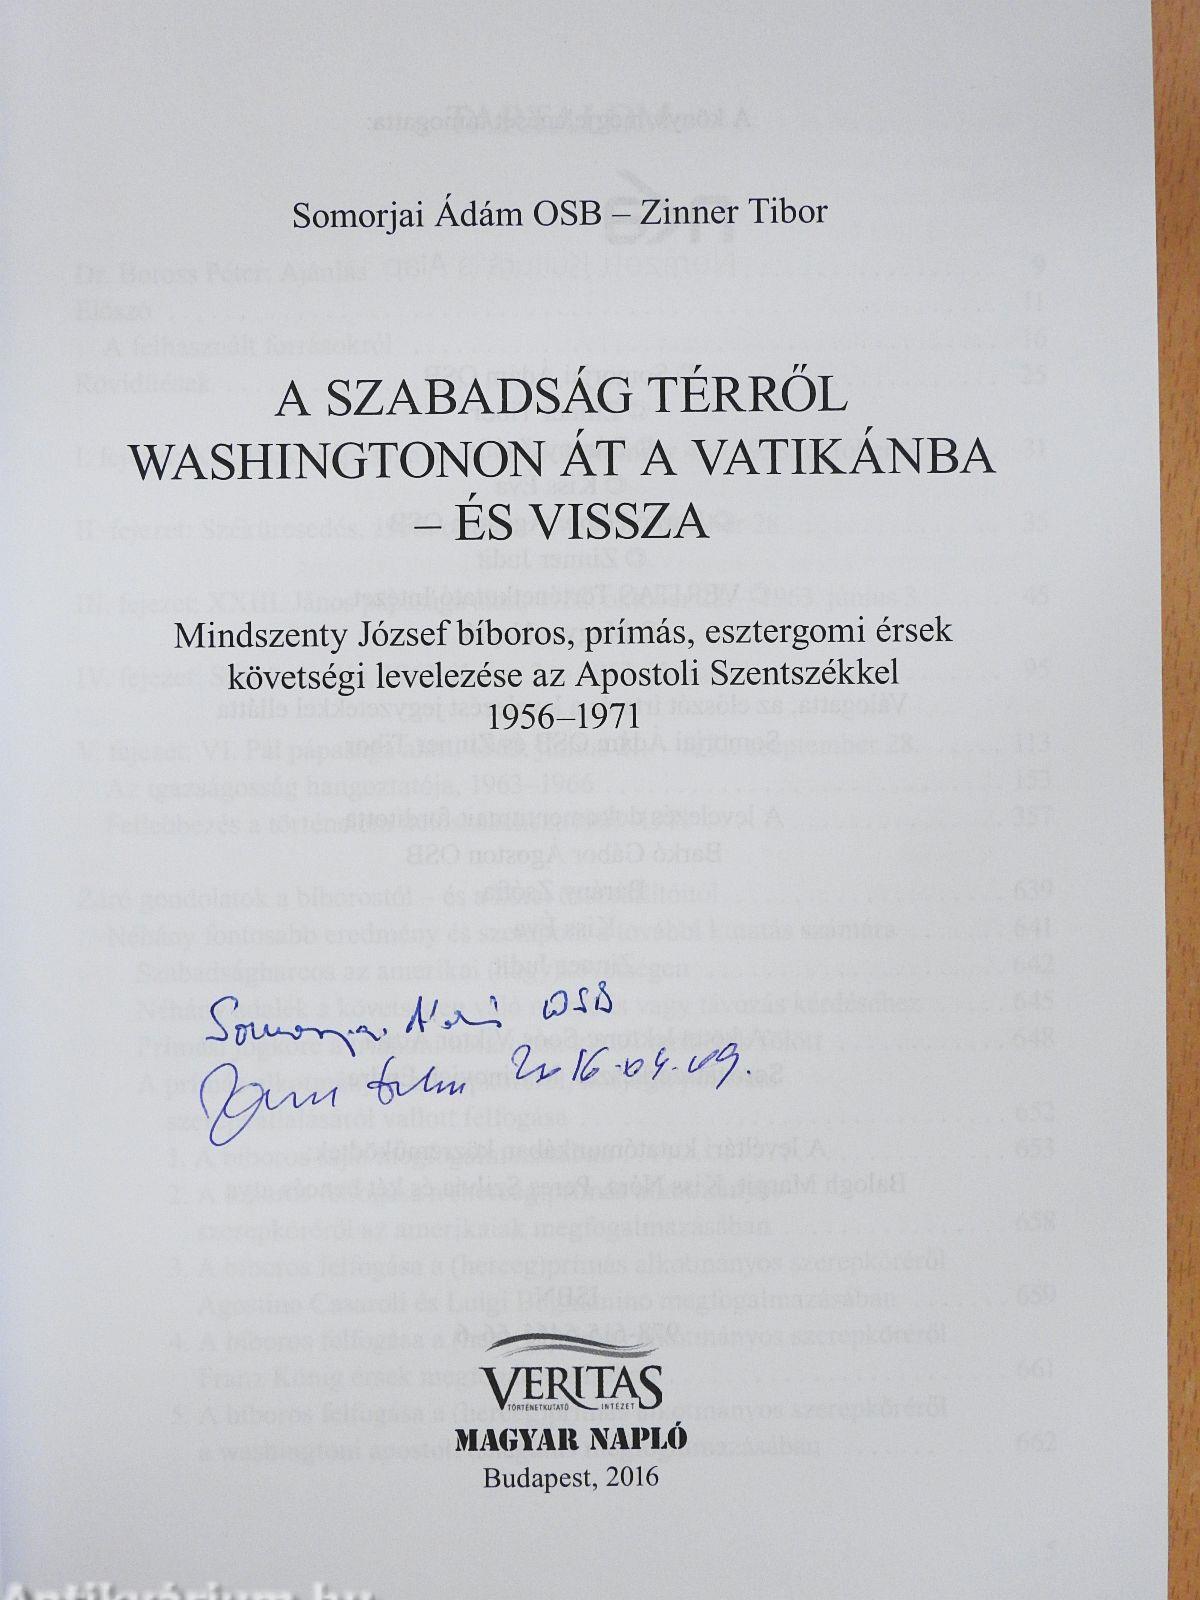 Somorjai Ádám OSB – Zinner Tibor
A SZABADSÁG TÉRRŐL
WASHINGTONON ÁT A VATIKÁNBA
– ÉS VISSZA
Mindszenty József bíboros, prímás, esztergomi érsek
követségi levelezése az Apostoli Szentszékkel
1956–1971
Somorjai Ádám OSB
2016.04.09.
VERITAS
TÖRTÉNETKUTATÓ INTÉZET
MAGYAR NAPLÓ
Budapest, 2016
Antikvárium.hu